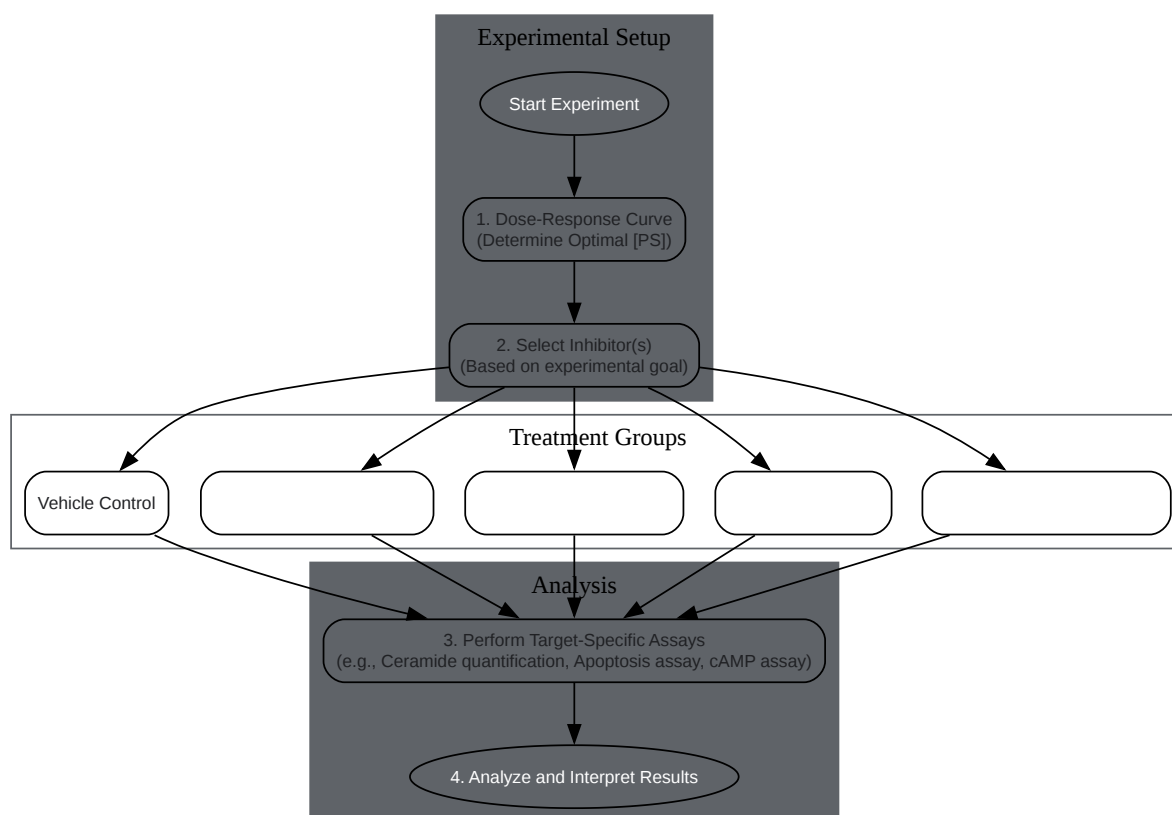 Experimental Setup
Start Experiment
1. Dose-Response Curve
(Determine Optimal [PS])
2. Select Inhibitor(s)
(Based on experimental goal)
Treatment Groups
Vehicle Control
Analysis
3. Perform Target-Specific Assays
(e.g., Ceramide quantification, Apoptosis assay, cAMP assay)
4. Analyze and Interpret Results